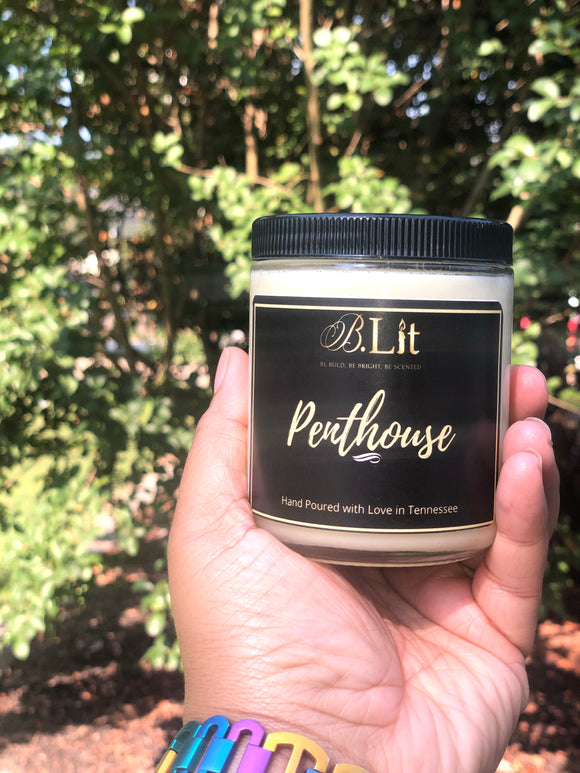 B.Lit
BE BOLD, BE BRIGHT, BE SCENTED
Penthouse
Hand Poured with Love in Tennessee